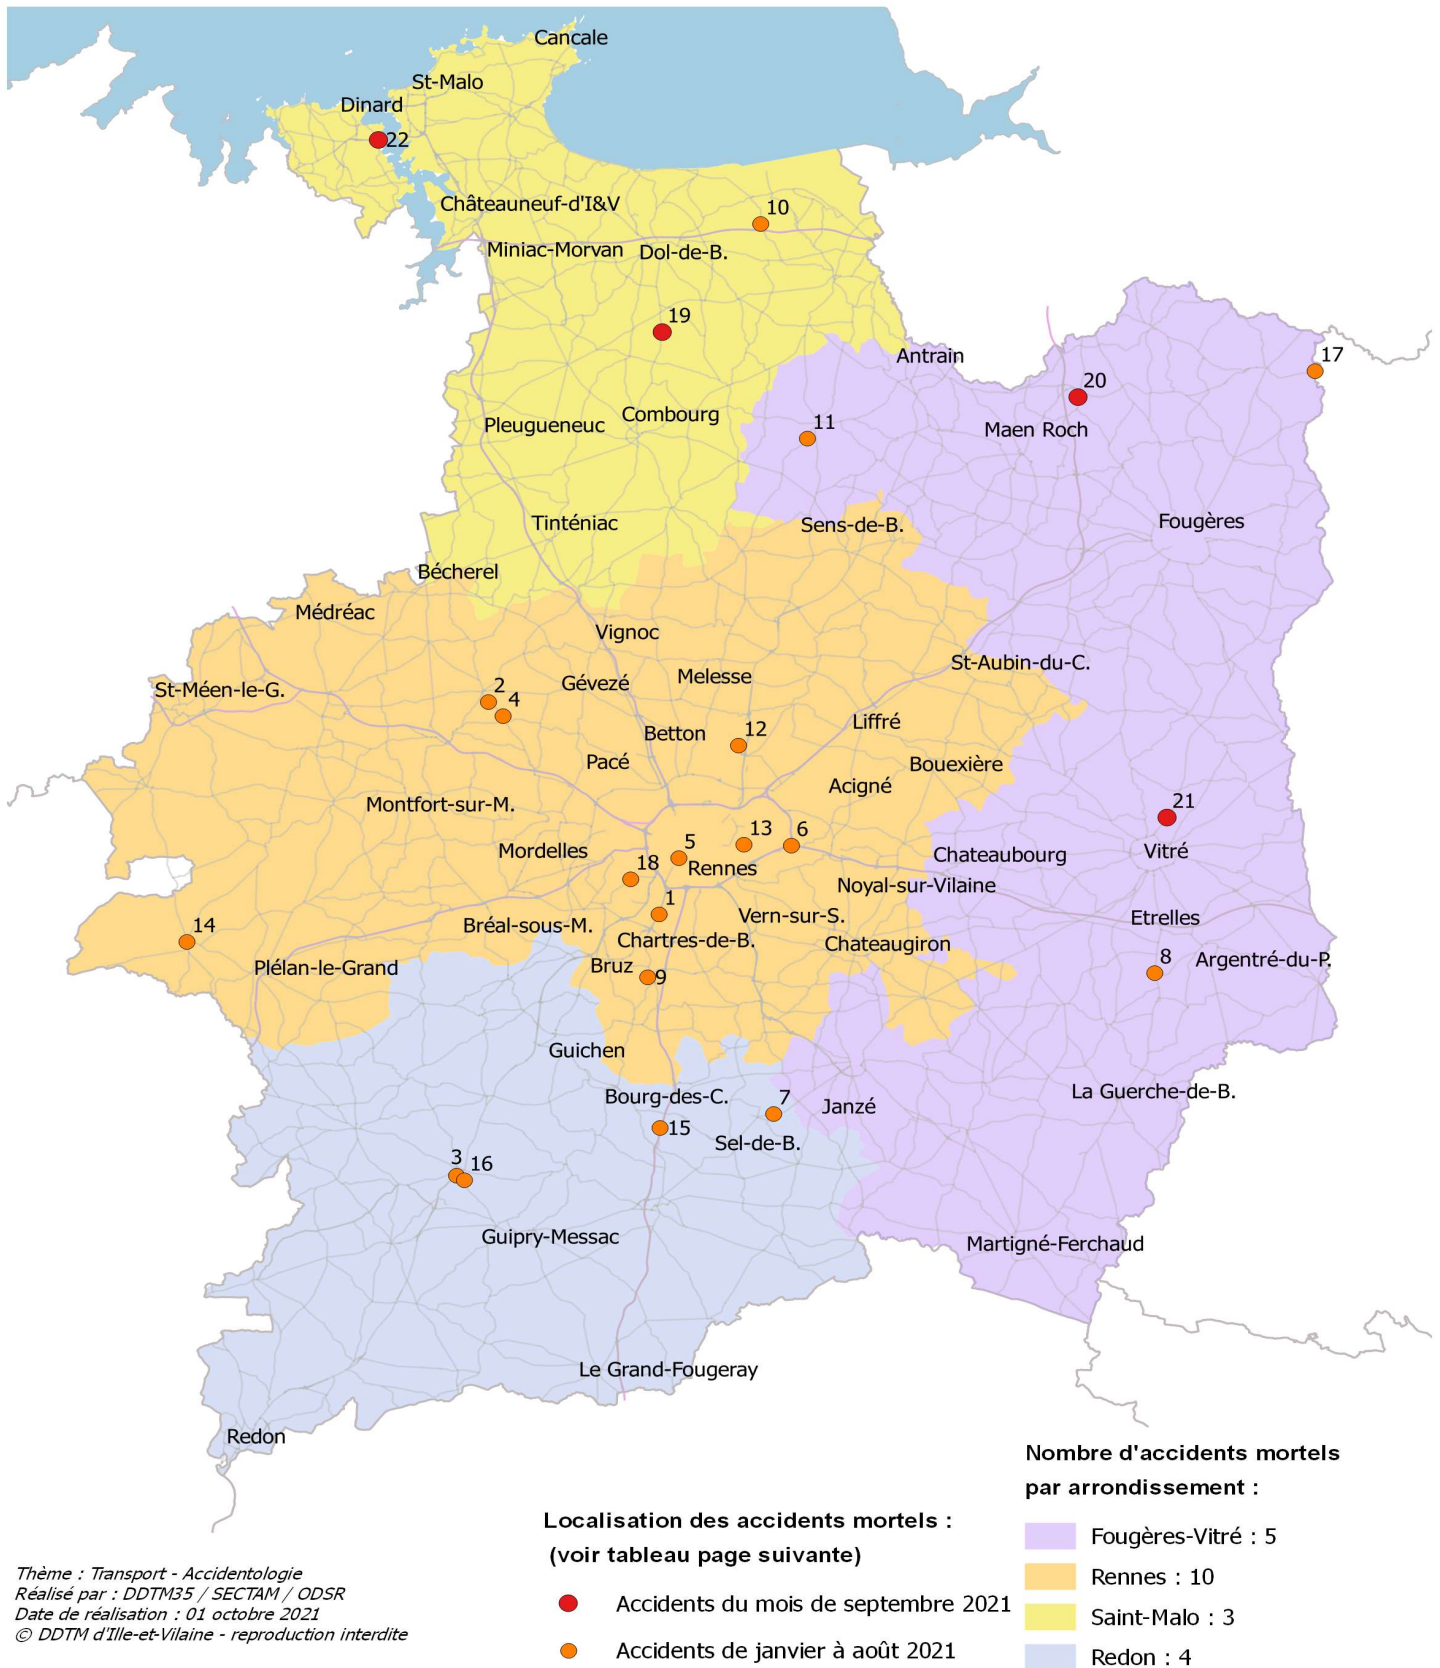 Cancale
St-Malo
Dinard
22
Châteauneuf-d'I&V
10
Miniac-Morvan
Dol-de-B.
19
Antrain
17
20
Pleugueneuc
Combourg
11
Maen Roch
Tinténiac
Sens-de-B.
Fougères
Bécherel
Médréac
Vignoc
St-Aubin-du-C.
St-Méen-le-G.
2
4
Gévezé
Melesse
Betton
12
Liffré
Pacé
Bouexière
Acigné
Montfort-sur-M.
21
Mordelles
18
5
Rennes
13
6
Chateaubourg
Vitré
Noyal-sur-Vilaine
1
14
Bréal-sous-M.
Chartres-de-B.
Vern-sur-S.
Chateaugiron
Etrelles
Plélan-le-Grand
Bruz
9
8
Argentré-du-P.
Guichen
Bourg-des-C.
7
Janzé
La Guerche-de-B.
15
Sel-de-B.
3
16
Guipry-Messac
Martigné-Ferchaud
Le Grand-Fougeray
Redon
Thème : Transport - Accidentologie
Réalisé par : DDTM35 / SECTAM / ODSR
Date de réalisation : 01 octobre 2021
© DDTM d'Ille-et-Vilaine - reproduction interdite
Localisation des accidents mortels :
(voir tableau page suivante)
Accidents du mois de septembre 2021
Accidents de janvier à août 2021
Nombre d'accidents mortels
par arrondissement :
Fougères-Vitré : 5
Rennes : 10
Saint-Malo : 3
Redon : 4